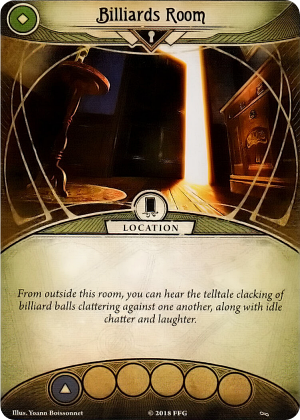 Billiards Room
LOCATION
From outside this room, you can hear the telltale clacking of
billiard balls clattering against one another, along with idle
chatter and laughter.
Illus. Yoann Boissonnet
© 2018 FFG